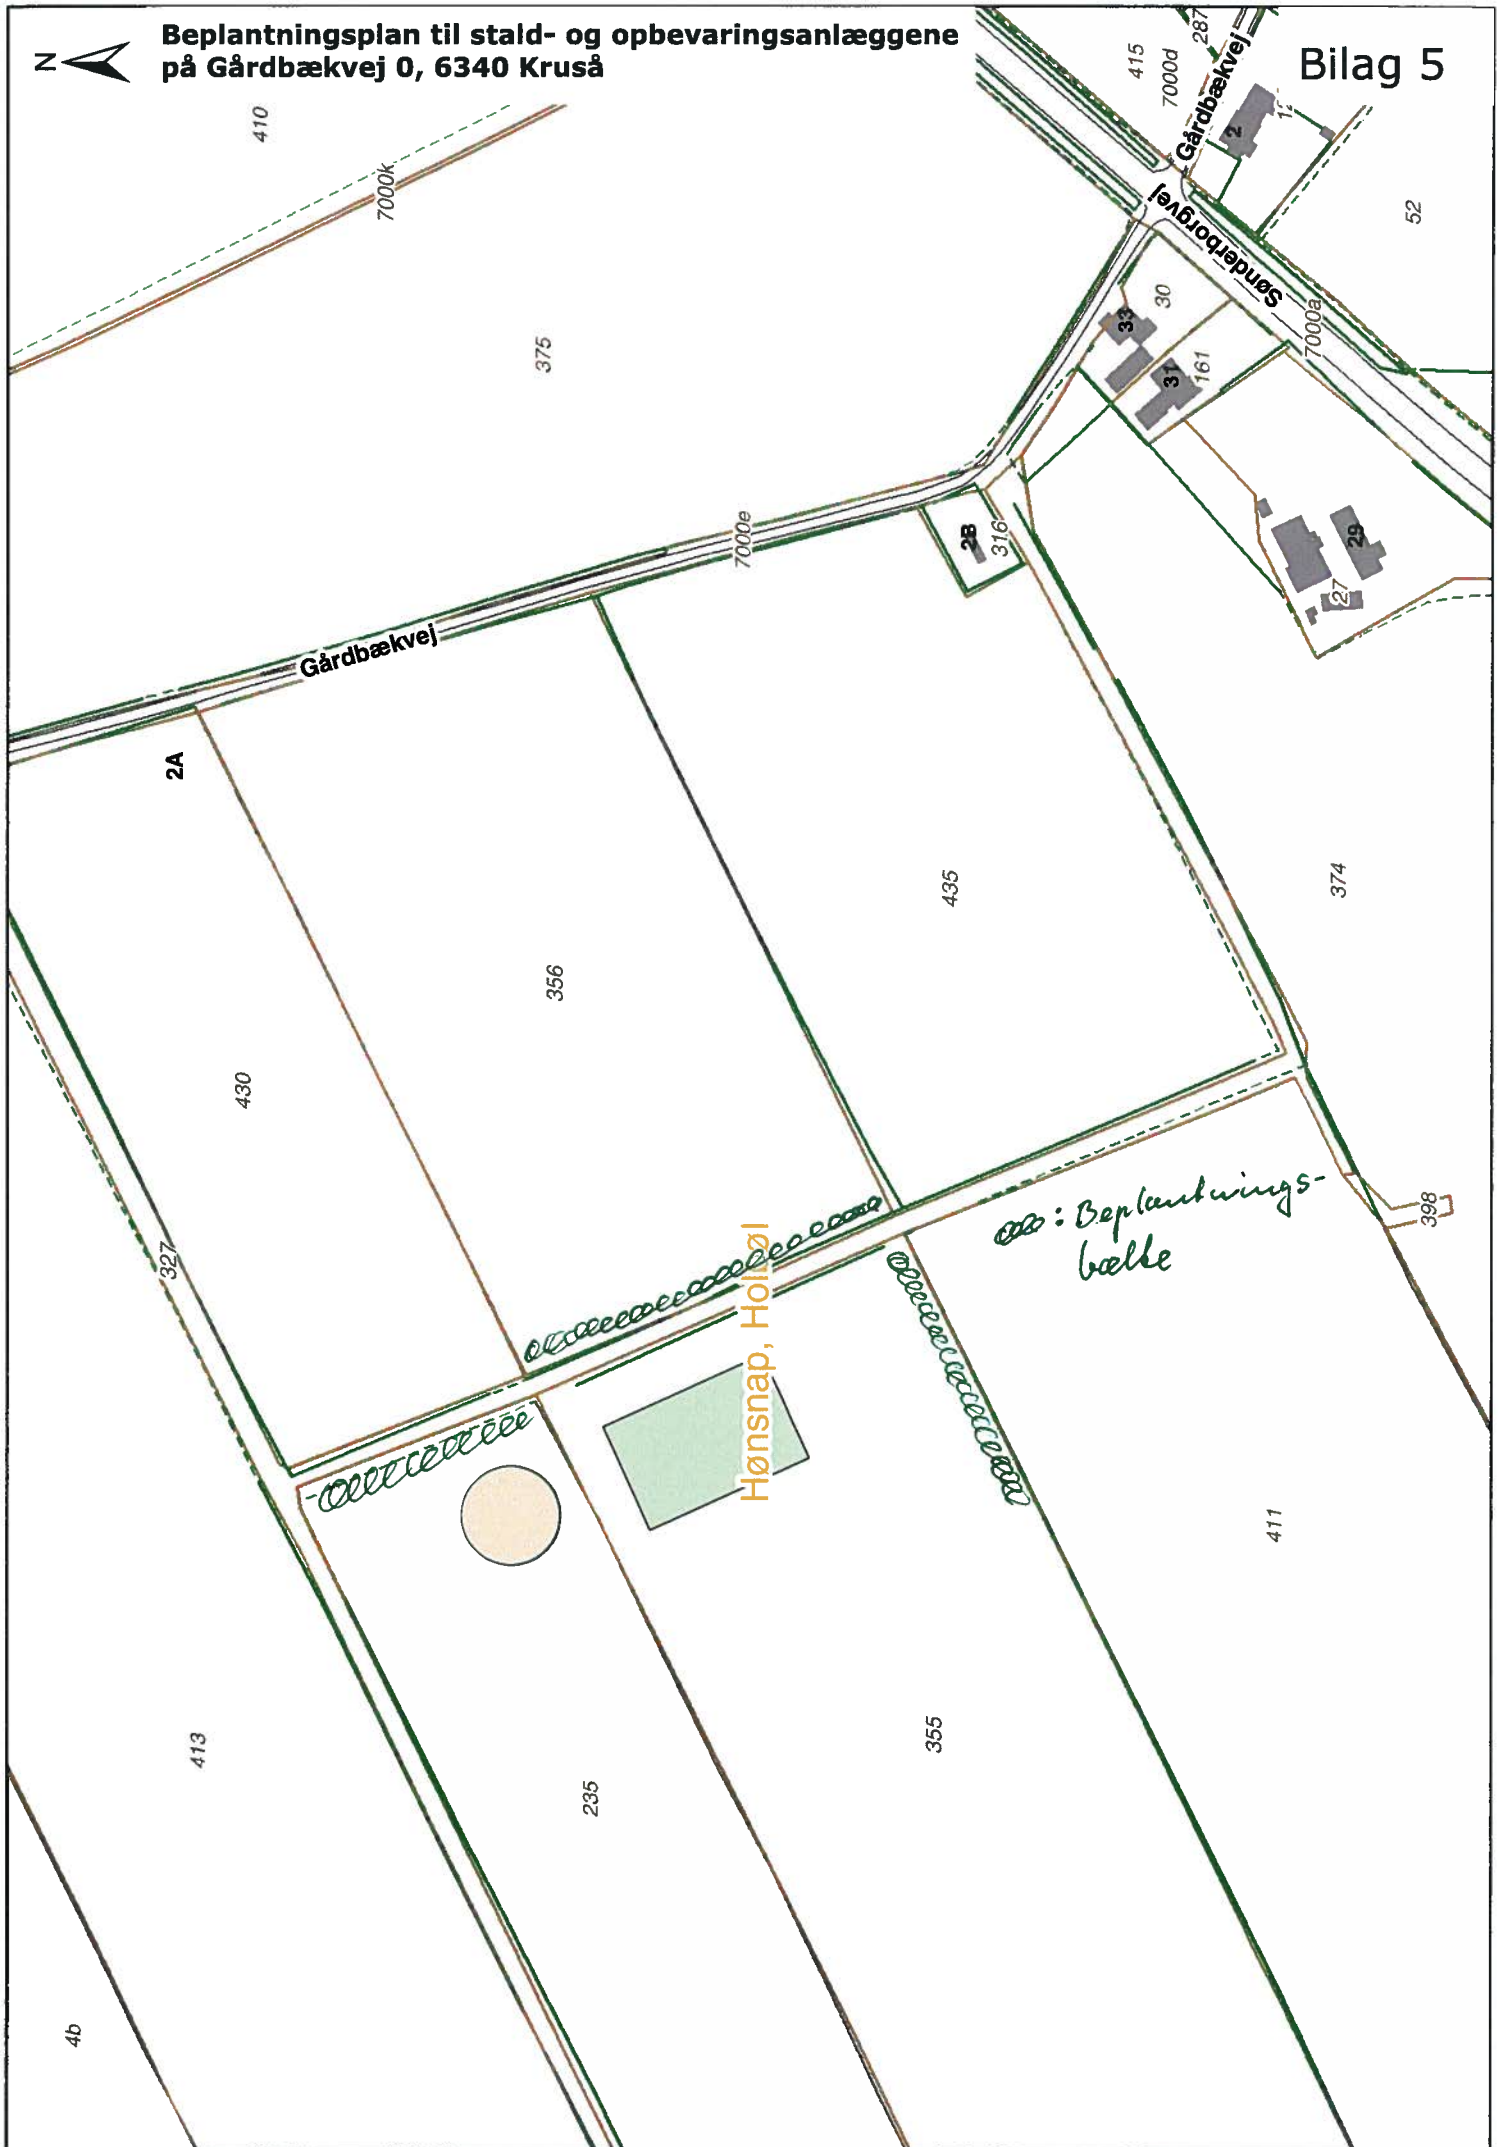 Beplantningsplan til stald- og opbevaringsanlæggene
på Gårdbækvej 0, 6340 Kruså
Bilag 5
N
410
7000k
375
415
7000d
287
Gårdbækvej
2
52
Sønderborgvej
7000a
30
33
31
161
29
27
2B
316
7000e
Gårdbækvej
2A
435
374
356
430
327
398
: Beplantnings-
bælte
Hønsnap, Holbøl
411
413
235
355
4b